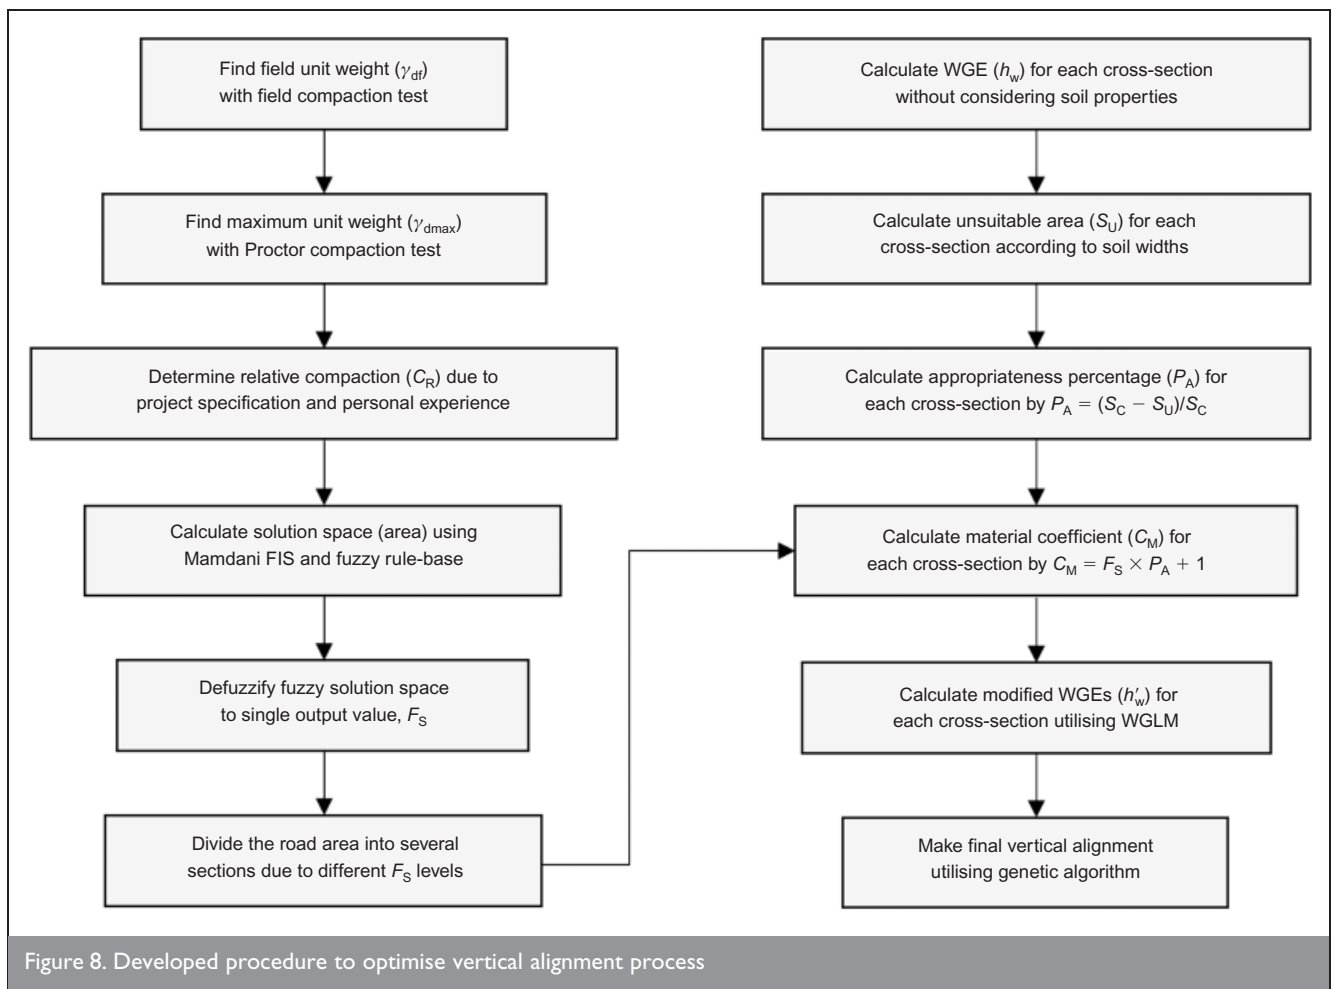 Find field unit weight (γdf)
with field compaction test
Find maximum unit weight (γdmax)
with Proctor compaction test
Determine relative compaction (CR) due to
project specification and personal experience
Calculate solution space (area) using
Mamdani FIS and fuzzy rule-base
Defuzzify fuzzy solution space
to single output value, FS
Divide the road area into several
sections due to different FS levels
Calculate WGE (hw) for each cross-section
without considering soil properties
Calculate unsuitable area (SU) for each
cross-section according to soil widths
Calculate appropriateness percentage (PA) for
each cross-section by PA = (SC − SU)/SC
Calculate material coefficient (CM) for
each cross-section by CM = FS × PA + 1
Calculate modified WGEs (h′w) for
each cross-section utilising WGLM
Make final vertical alignment
utilising genetic algorithm
Figure 8. Developed procedure to optimise vertical alignment process